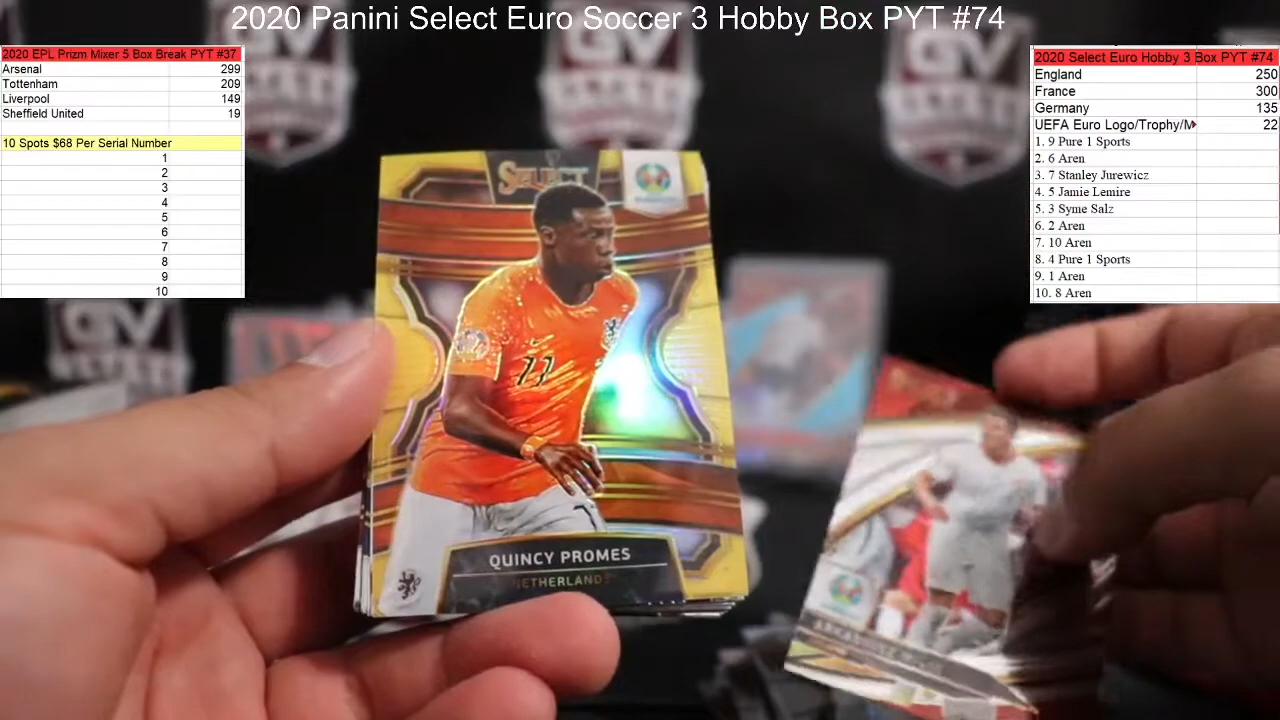 2020 Panini Select Euro Soccer 3 Hobby Box PYT #74
2020 EPL Prizm Mixer 5 Box Break PYT #37
Arsenal 299
Tottenham 209
Liverpool 149
Sheffield United 19
10 Spots $68 Per Serial Number
1
2
3
4
5
6
7
8
9
10
2020 Select Euro Hobby 3 Box PYT #74
England 250
France 300
Germany 135
UEFA Euro Logo/Trophy/M 22
1. 9 Pure 1 Sports
2. 6 Aren
3. 7 Stanley Jurewicz
4. 5 Jamie Lemire
5. 3 Syme Salz
6. 2 Aren
7. 10 Aren
8. 4 Pure 1 Sports
9. 1 Aren
10. 8 Aren
GV
GV
GV
GV
SELECT
11
QUINCY PROMES
NETHERLANDS